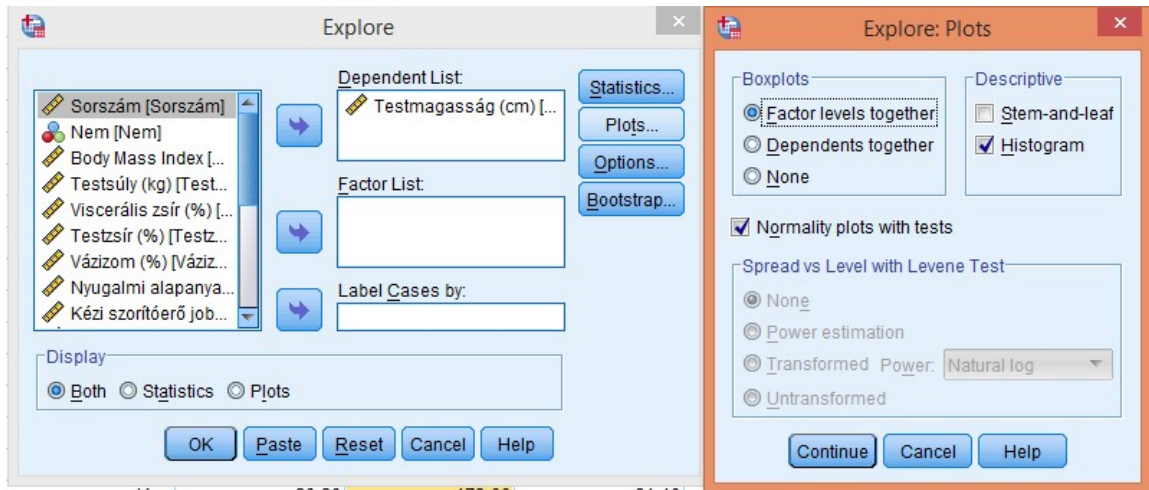 Explore
Sorszám [Sorszám]
Nem [Nem]
Body Mass Index [...
Testsúly (kg) [Test...
Viscerális zsír (%) [...
Testzsír (%) [Testz...
Vázizom (%) [Váziz...
Nyugalmi alapanya...
Kézi szorítóerő job...
Dependent List:
Testmagasság (cm) [...
Factor List:
Label Cases by:
Statistics...
Plots...
Options...
Bootstrap...
Display
Both Statistics Plots
OK Paste Reset Cancel Help
Explore: Plots
Boxplots
Factor levels together
Dependents together
None
Descriptive
Stem-and-leaf
Histogram
Normality plots with tests
Spread vs Level with Levene Test
None
Power estimation
Transformed Power: Natural log
Untransformed
Continue Cancel Help